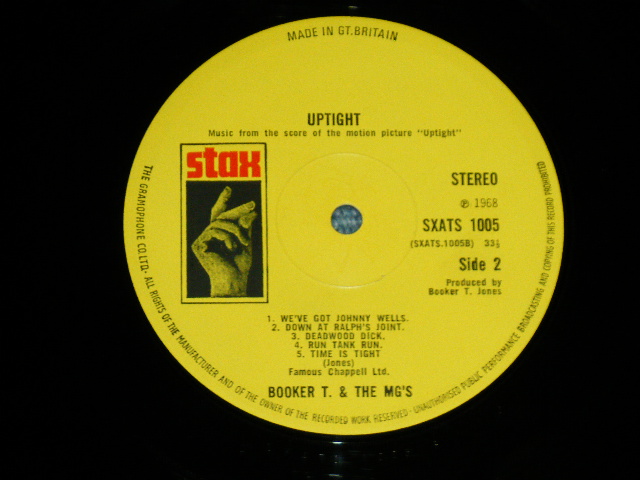 MADE IN GT. BRITAIN
UPTIGHT
Music from the score of the motion picture "Uptight"
stax
STEREO
℗ 1968
SXATS 1005
(SXATS.1005B) 33⅓
Side 2
Produced by
Booker T. Jones
1. WE'VE GOT JOHNNY WELLS.
2. DOWN AT RALPH'S JOINT.
3. DEADWOOD DICK.
4. RUN TANK RUN.
5. TIME IS TIGHT
(Jones)
Famous Chappell Ltd.
BOOKER T. & THE MG'S
THE GRAMOPHONE CO. LTD.· ALL RIGHTS OF THE MANUFACTURER AND OF THE OWNER OF THE RECORDED WORK RESERVED · UNAUTHORISED PUBLIC PERFORMANCE BROADCASTING AND COPYING OF THIS RECORD PROHIBITED